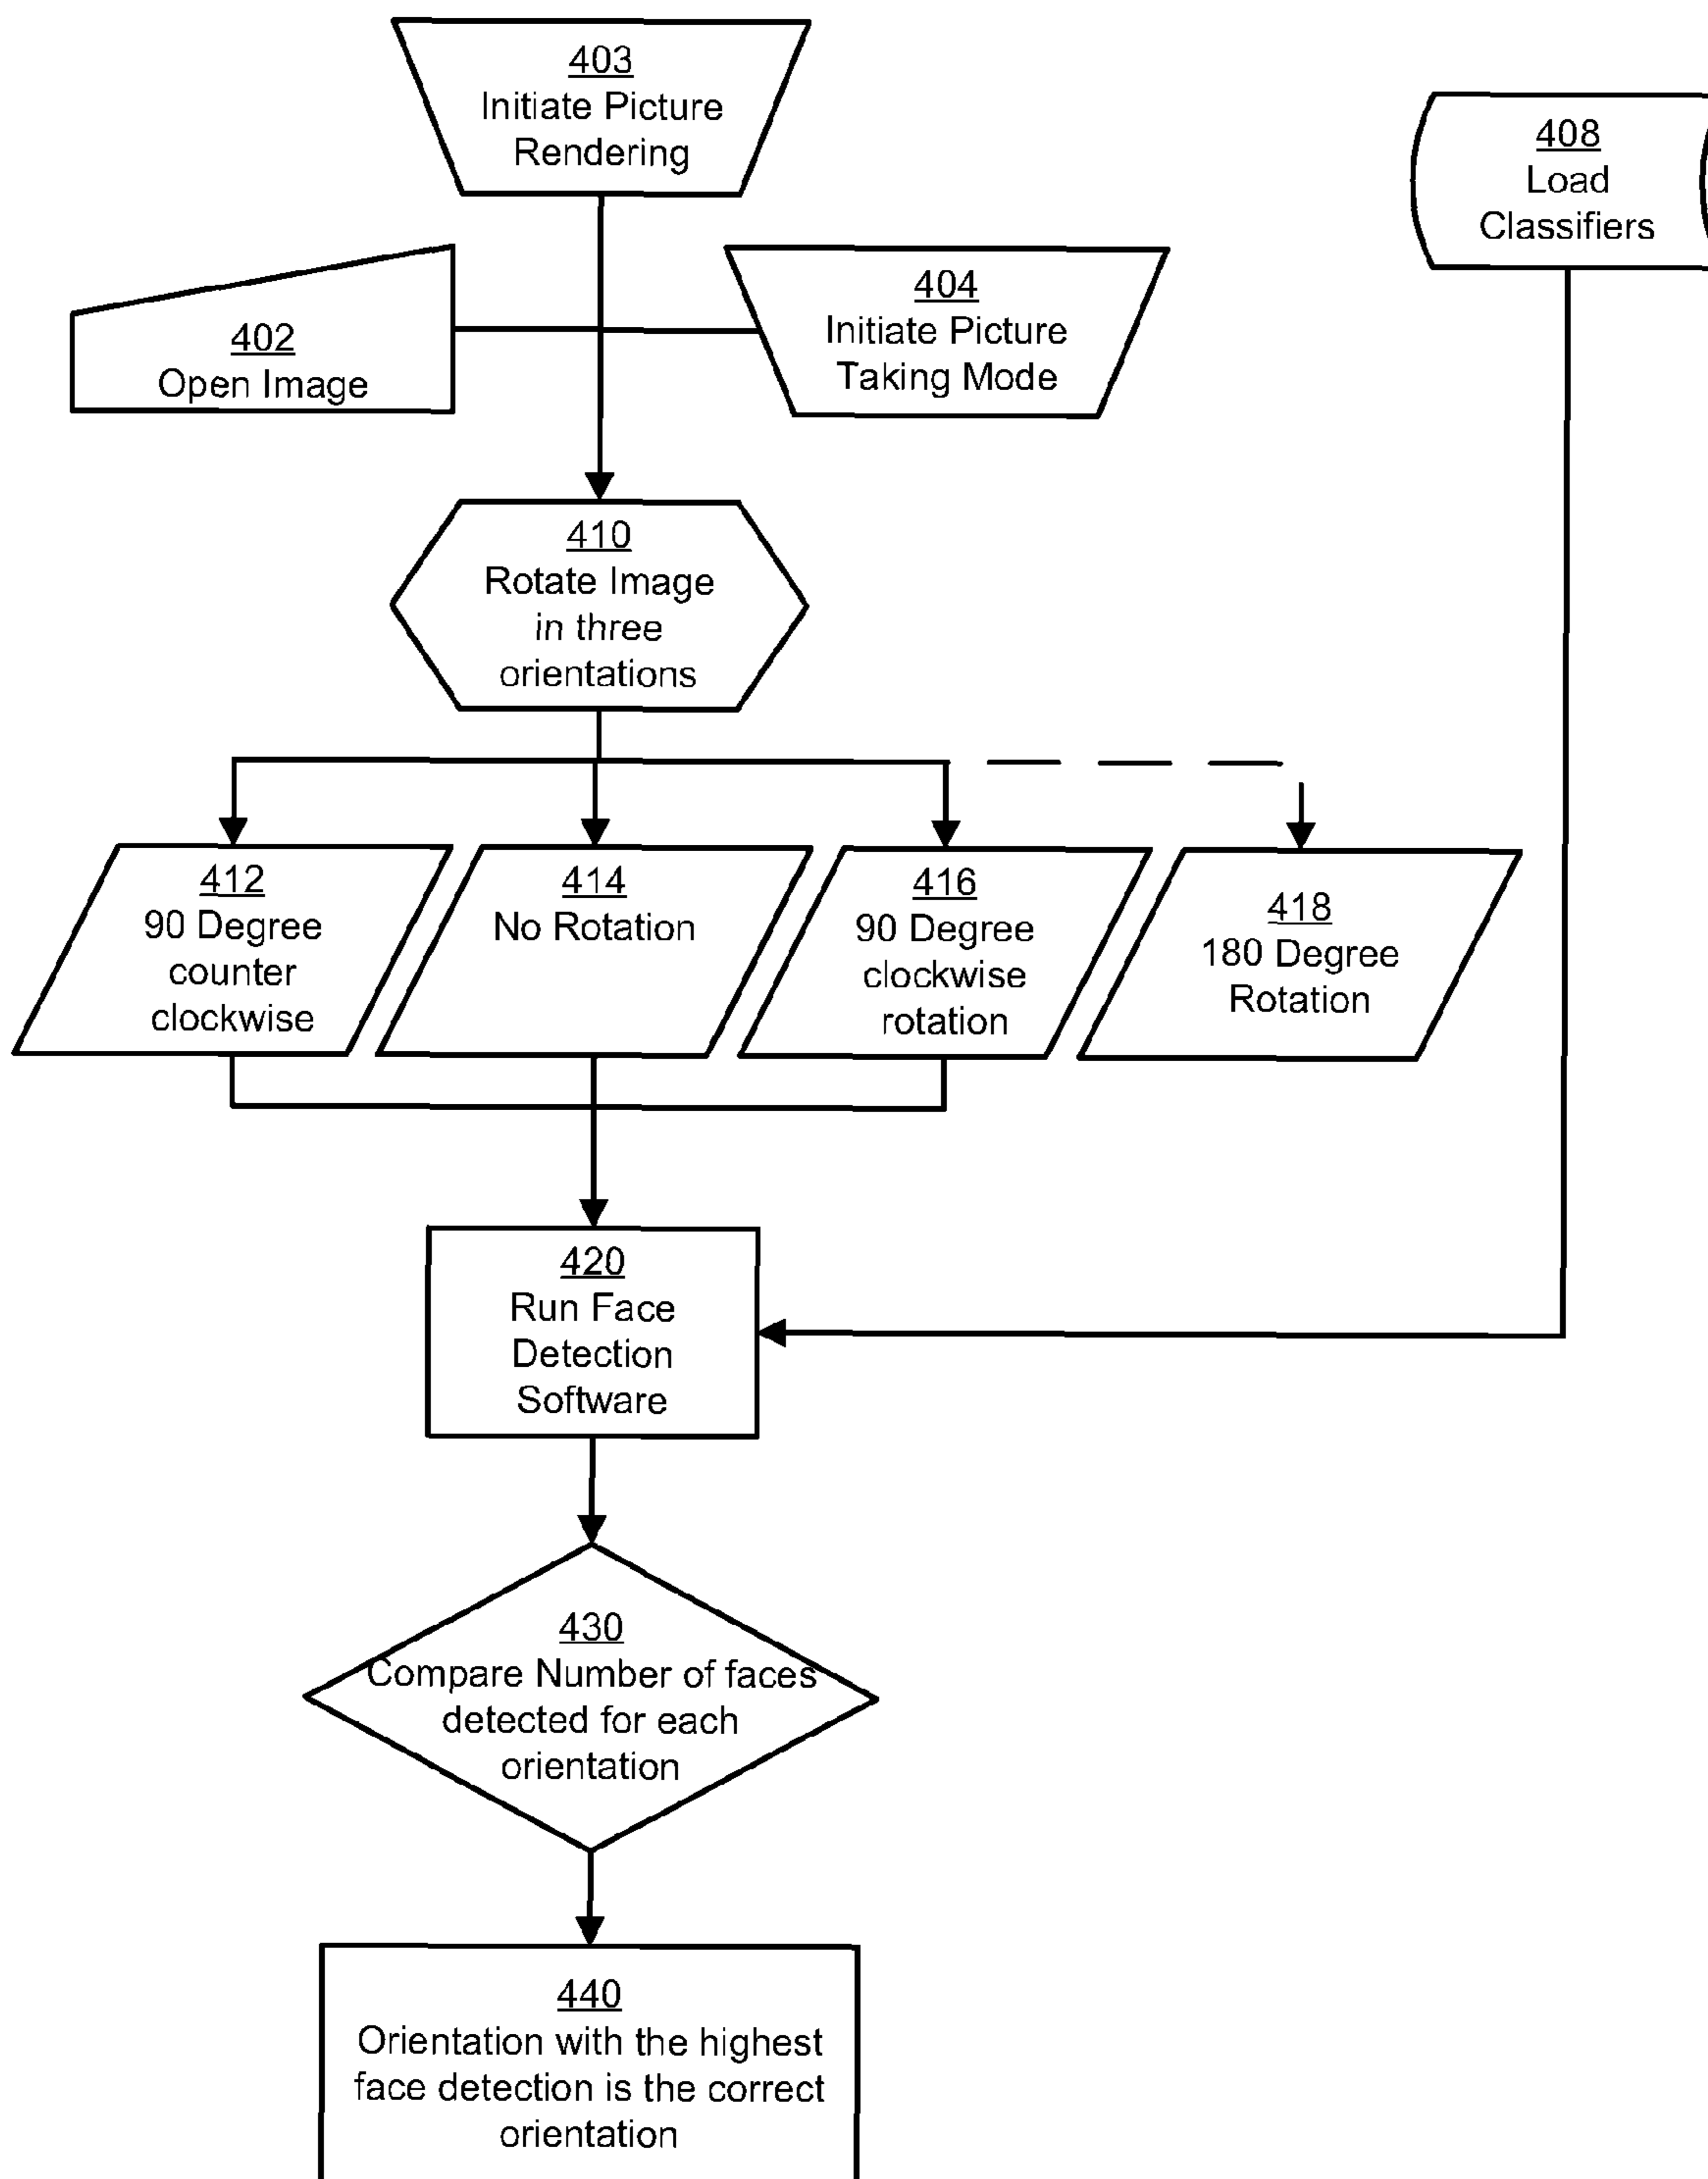 403
Initiate Picture
Rendering
408
Load
Classifiers
402
Open Image
404
Initiate Picture
Taking Mode
410
Rotate Image
in three
orientations
412
90 Degree
counter
clockwise
414
No Rotation
416
90 Degree
clockwise
rotation
418
180 Degree
Rotation
420
Run Face
Detection
Software
430
Compare Number of faces
detected for each
orientation
440
Orientation with the highest
face detection is the correct
orientation